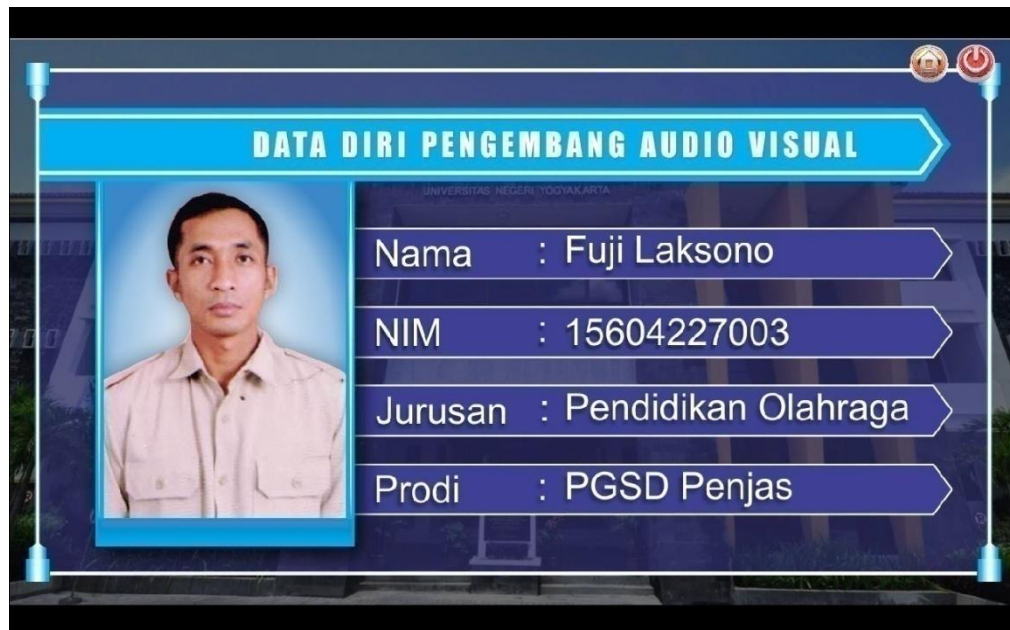 DATA DIRI PENGEMBANG AUDIO VISUAL
UNIVERSITAS NEGERI YOGYAKARTA
Nama : Fuji Laksono
NIM : 15604227003
Jurusan : Pendidikan Olahraga
Prodi : PGSD Penjas